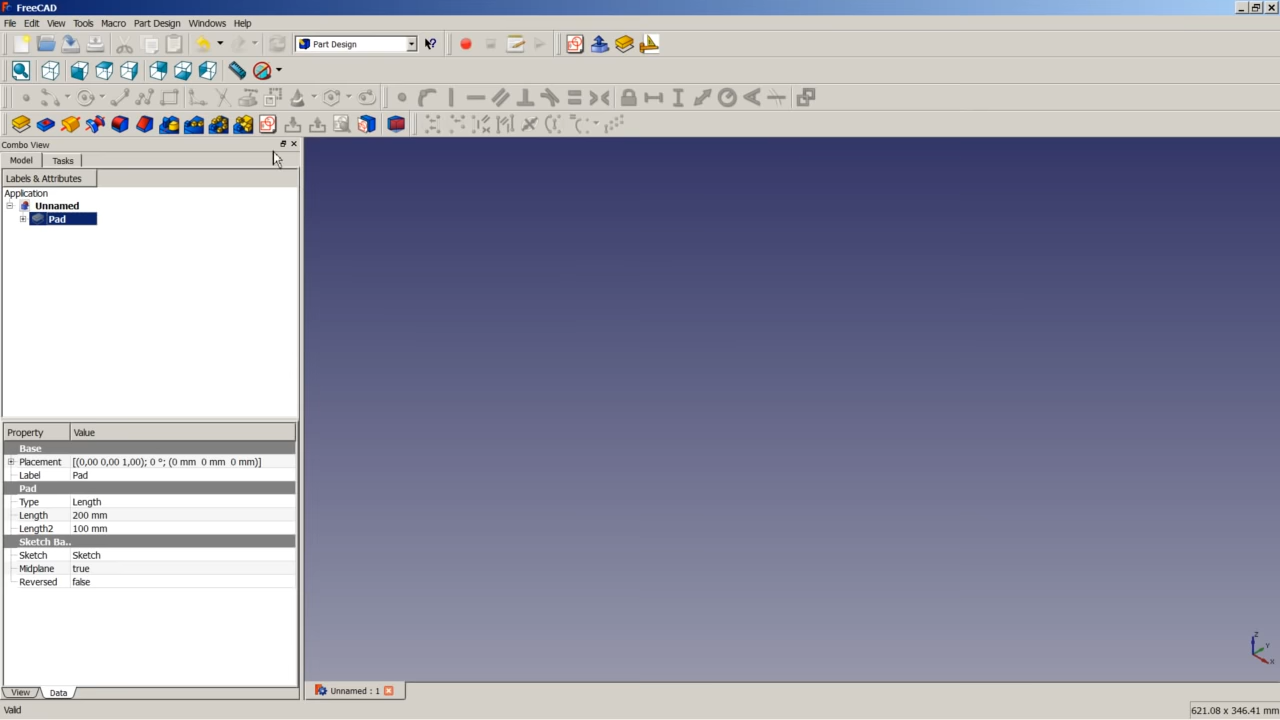 FreeCAD
File Edit View Tools Macro Part Design Windows Help
Part Design
Combo View
Model Tasks
Labels & Attributes
Application
Unnamed
Pad
Property Value
Base
Placement [(0,00 0,00 1,00); 0 °; (0 mm 0 mm 0 mm)]
Label Pad
Pad
Type Length
Length 200 mm
Length2 100 mm
Sketch Ba..
Sketch Sketch
Midplane true
Reversed false
Z
Y
X
View Data
Unnamed : 1
Valid
621.08 x 346.41 mm